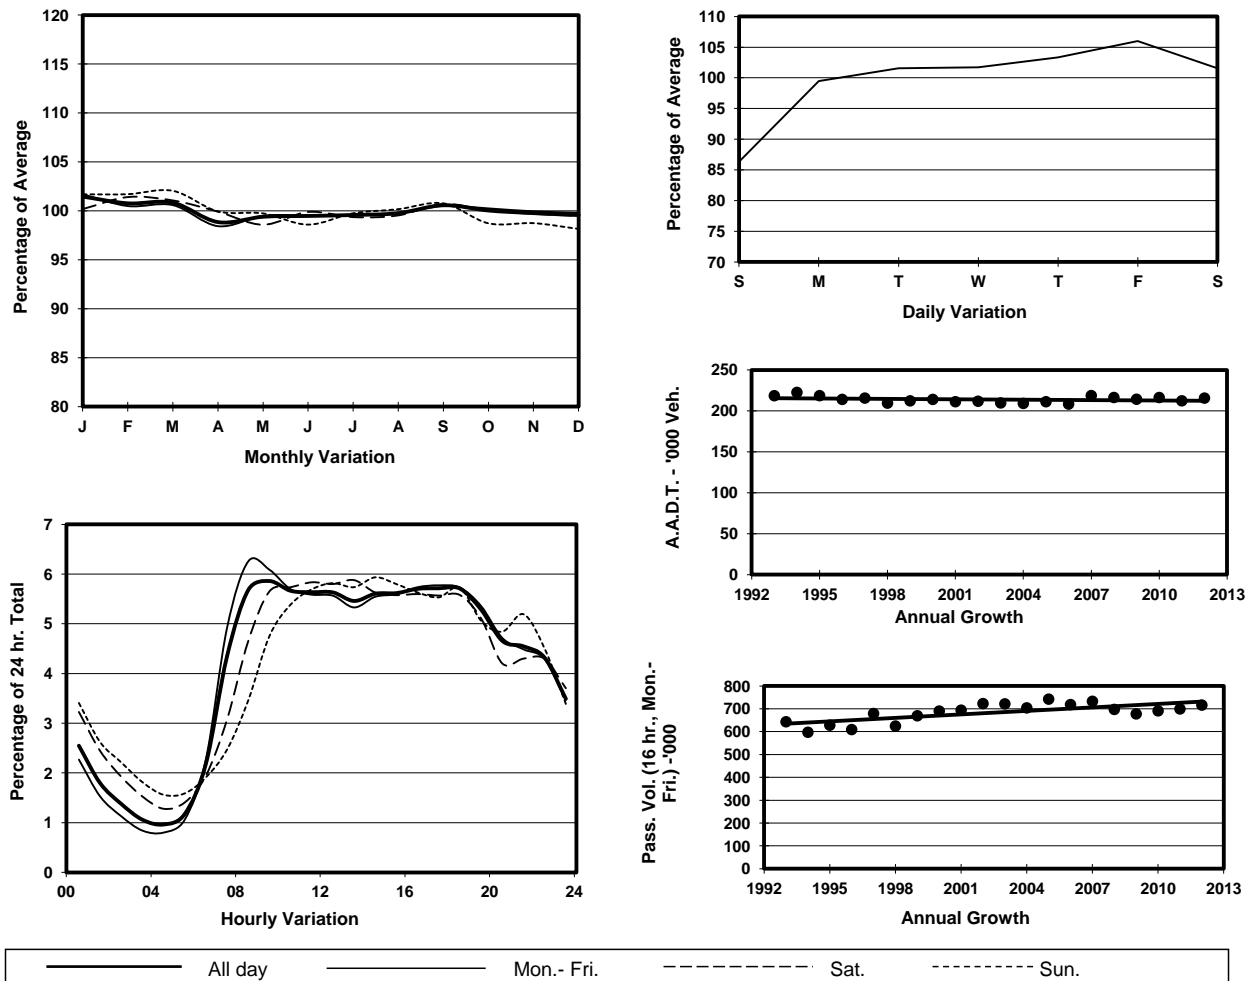 120
115
110
105
100
95
90
85
80
Percentage of Average
J F M A M J J A S O N D
Monthly Variation
110
105
100
95
90
85
80
75
70
Percentage of Average
S M T W T F S
Daily Variation
250
200
150
100
50
0
A.A.D.T. - '000 Veh.
1992 1995 1998 2001 2004 2007 2010 2013
Annual Growth
7
6
5
4
3
2
1
0
Percentage of 24 hr. Total
00 04 08 12 16 20 24
Hourly Variation
800
700
600
500
400
300
200
100
0
Pass. Vol. (16 hr., Mon.-
Fri.) -'000
1992 1995 1998 2001 2004 2007 2010 2013
Annual Growth
All day Mon.- Fri. Sat. Sun.